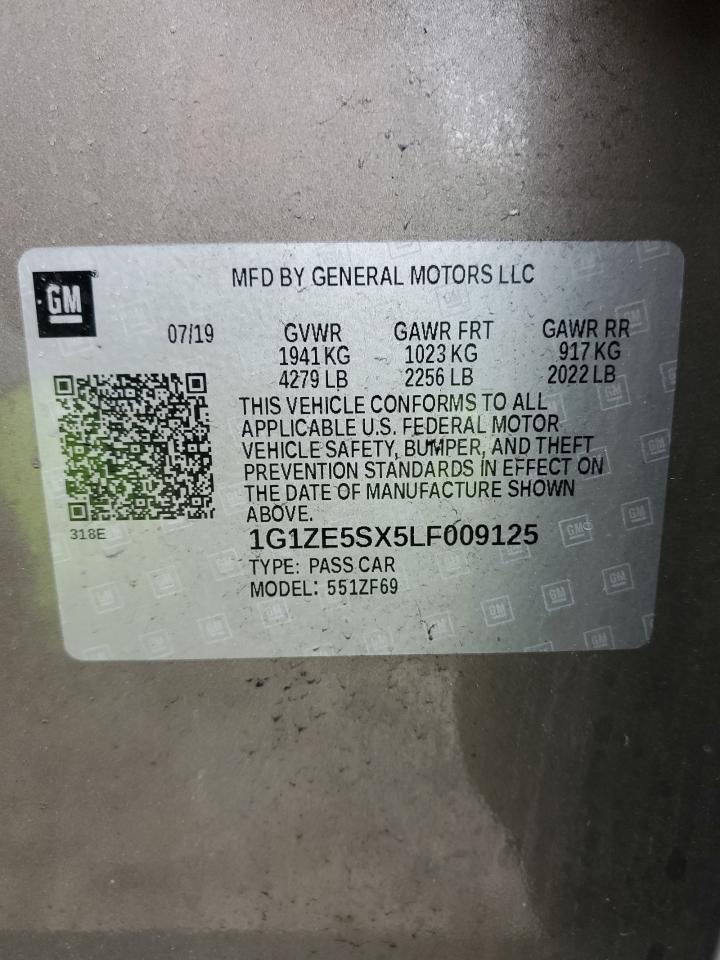 GM
MFD BY GENERAL MOTORS LLC
07/19 GVWR GAWR FRT GAWR RR
1941 KG 1023 KG 917 KG
4279 LB 2256 LB 2022 LB
THIS VEHICLE CONFORMS TO ALL
APPLICABLE U.S. FEDERAL MOTOR
VEHICLE SAFETY, BUMPER, AND THEFT
PREVENTION STANDARDS IN EFFECT ON
THE DATE OF MANUFACTURE SHOWN
ABOVE.
318E
1G1ZE5SX5LF009125
TYPE: PASS CAR
MODEL: 551ZF69